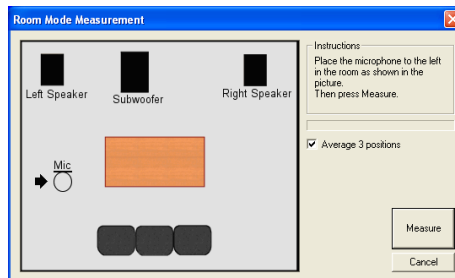 Room Mode Measurement
Left Speaker
Subwoofer
Right Speaker
Mic
Instructions
Place the microphone to the left
in the room as shown in the
picture.
Then press Measure.
Average 3 positions
Measure
Cancel